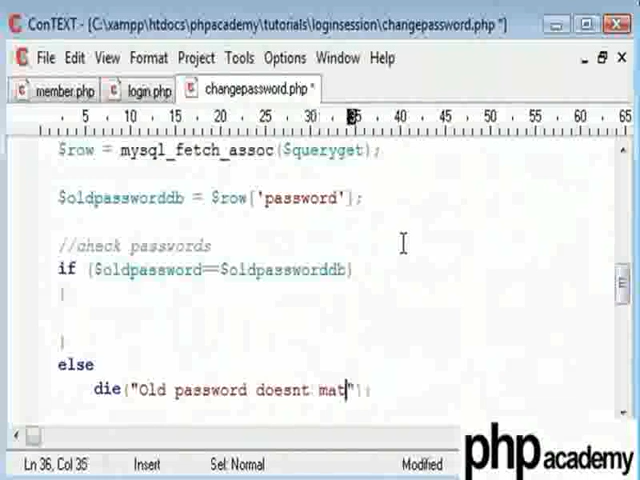 ConTEXT - [C:\xampp\htdocs\phpacademy\tutorials\loginsession\changepassword.php *]
File Edit View Format Project Tools Options Window Help
member.php login.php changepassword.php *
5 10 15 20 25 30 35 40 45 50 55 60 65
$row = mysql_fetch_assoc($queryget);
$oldpassworddb = $row['password'];
//check passwords
if ($oldpassword==$oldpassworddb)
{
}
else
die("Old password doesnt mat");
Ln 36, Col 35 Insert Sel: Normal Modified
php academy